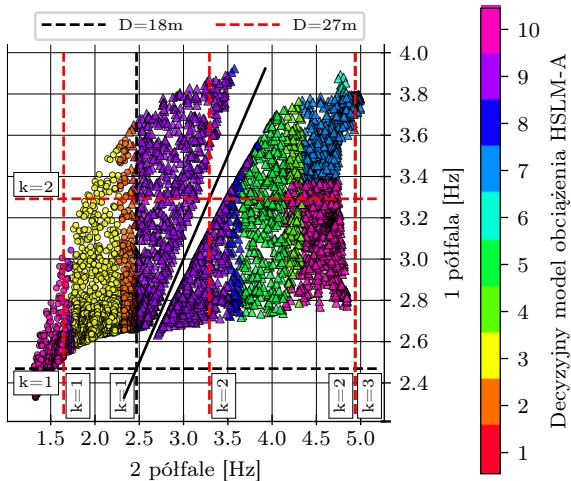 D=18m D=27m
4.0
3.8
3.6
3.4
3.2
3.0
2.8
2.6
2.4
1 półfala [Hz]
k=2
k=1
k=1
k=1
k=2
k=2
k=3
1.5 2.0 2.5 3.0 3.5 4.0 4.5 5.0
2 półfale [Hz]
10
9
8
7
6
5
4
3
2
1
Decyzyjny model obciążenia HSLM-A